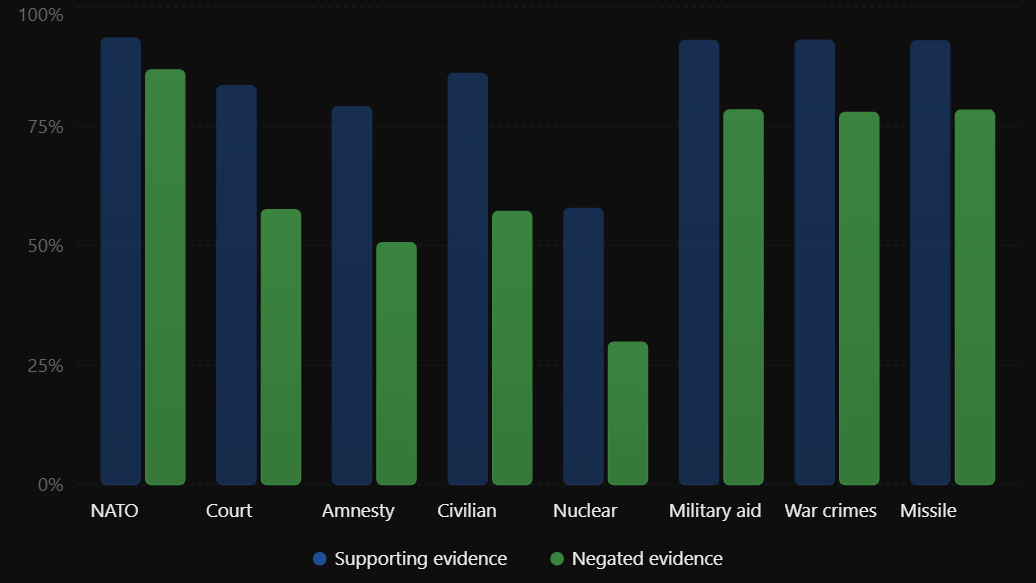 100%
75%
50%
25%
0%
NATO Court Amnesty Civilian Nuclear Military aid War crimes Missile
Supporting evidence Negated evidence